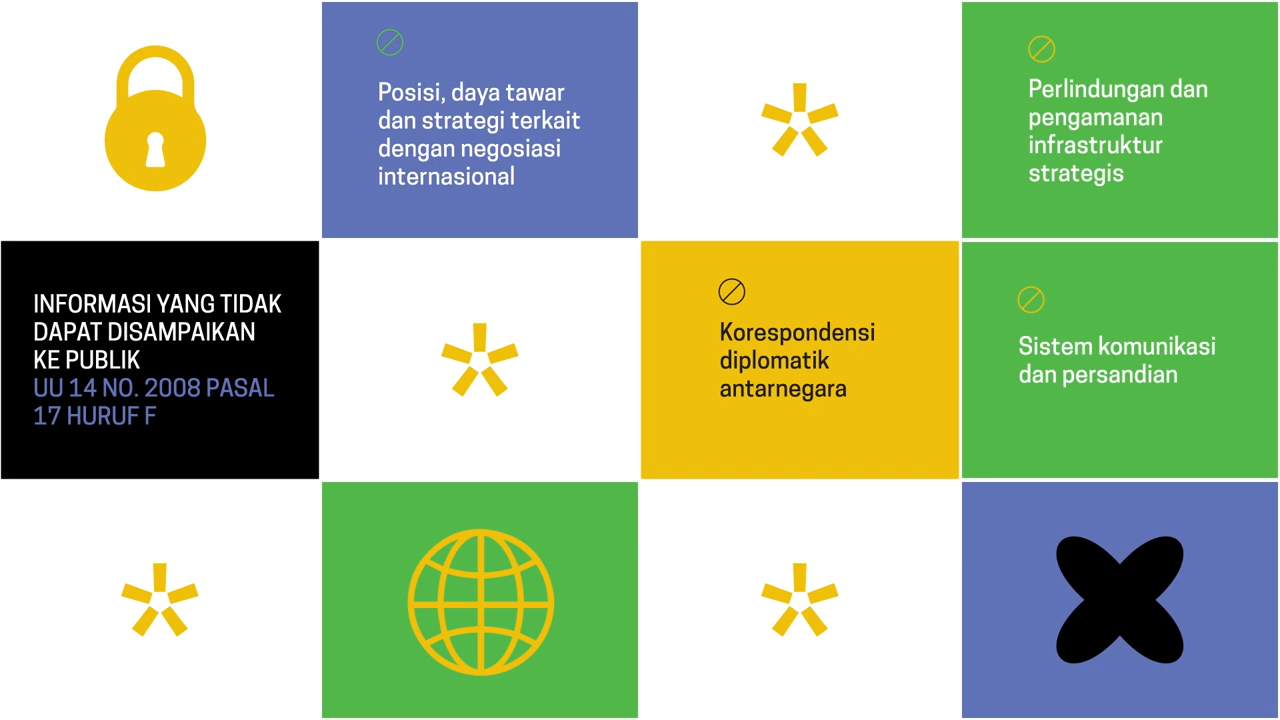 Posisi, daya tawar
dan strategi terkait
dengan negosiasi
internasional
Perlindungan dan
pengamanan
infrastruktur
strategis
INFORMASI YANG TIDAK
DAPAT DISAMPAIKAN
KE PUBLIK
UU 14 NO. 2008 PASAL
17 HURUF F
Korespondensi
diplomatik
antarnegara
Sistem komunikasi
dan persandian